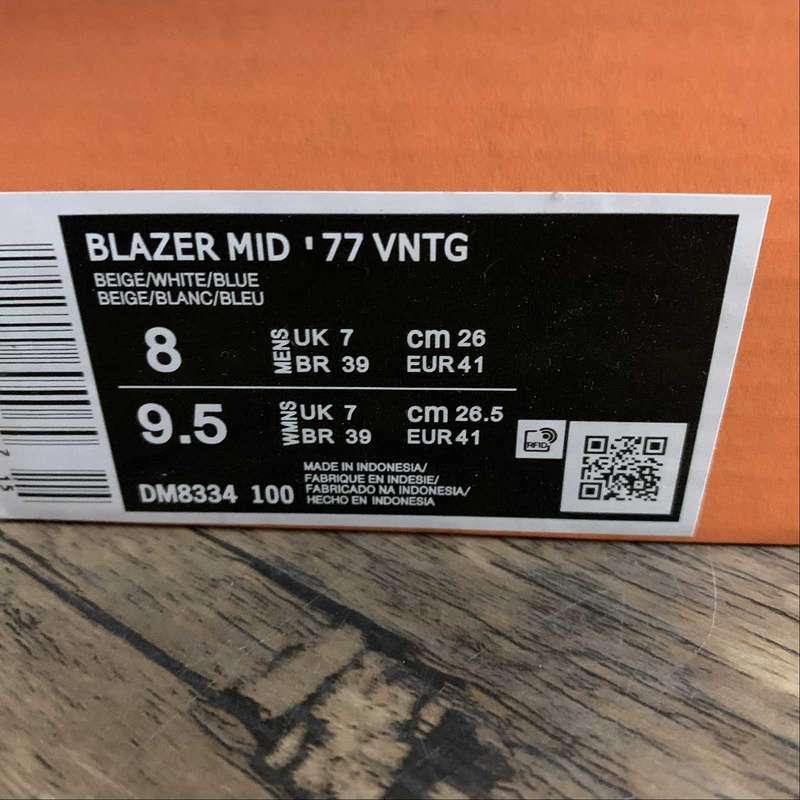 BLAZER MID '77 VNTG
BEIGE/WHITE/BLUE
BEIGE/BLANC/BLEU
8 MENS UK 7 cm 26
BR 39 EUR 41
9.5 WMNS UK 7 cm 26.5
BR 39 EUR 41
RFID
DM8334 100
MADE IN INDONESIA/
FABRIQUE EN INDESIE/
FABRICADO NA INDONESIA/
HECHO EN INDONESIA